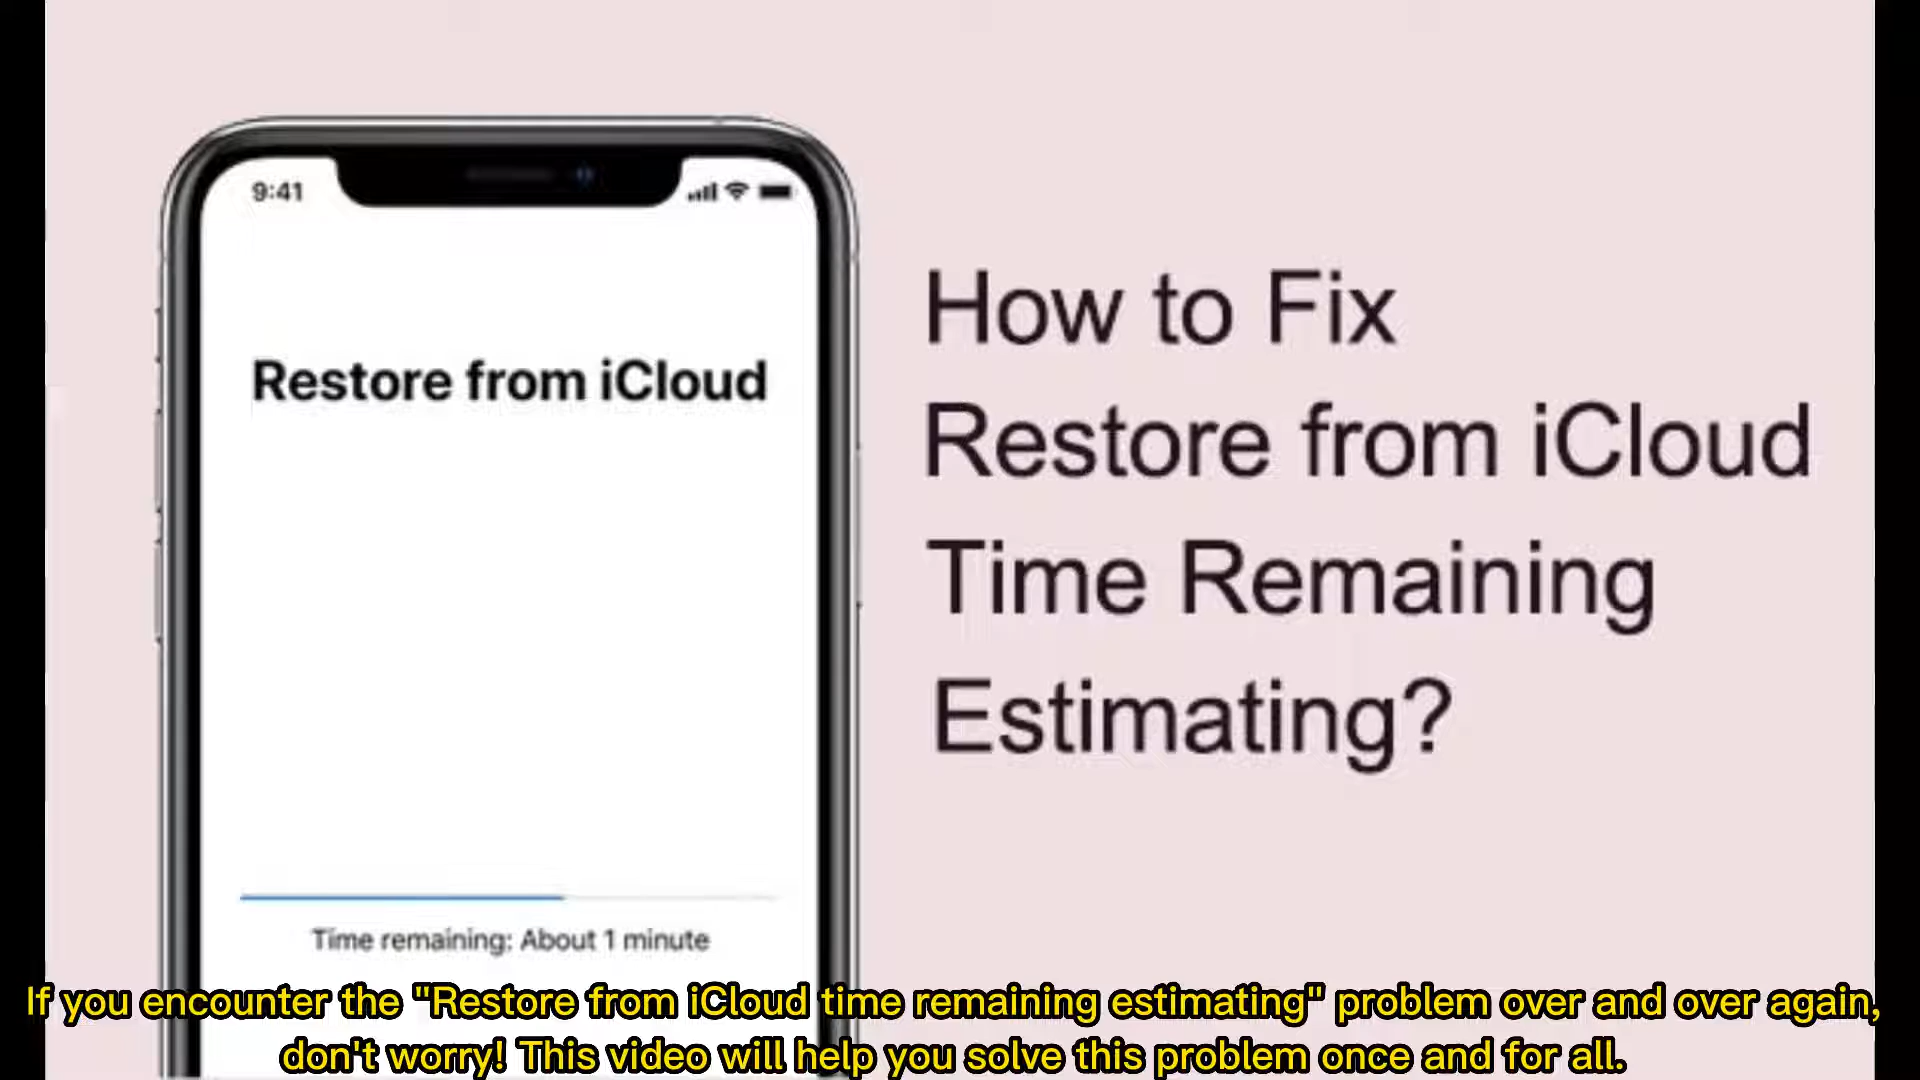 9:41
Restore from iCloud
Time remaining: About 1 minute
How to Fix
Restore from iCloud
Time Remaining
Estimating?
If you encounter the "Restore from iCloud time remaining estimating" problem over and over again,
don't worry! This video will help you solve this problem once and for all.